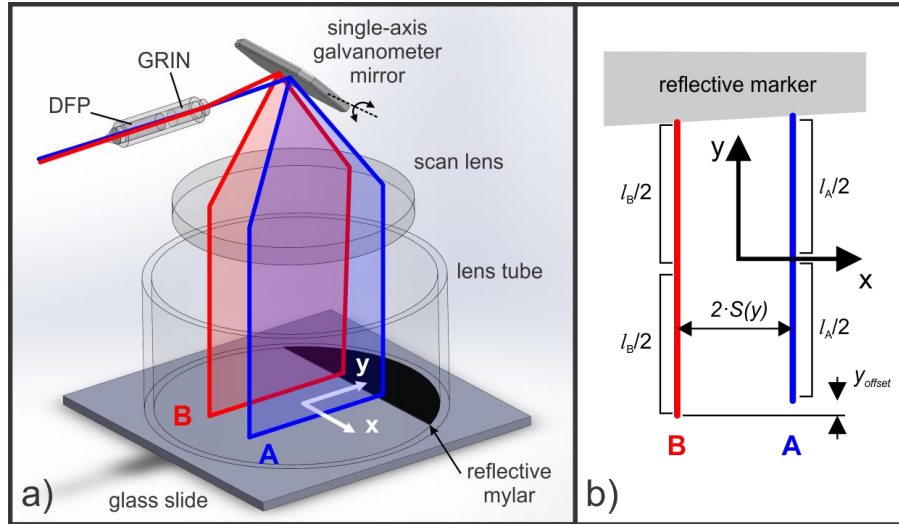 single-axis
galvanometer
mirror
GRIN
DFP
scan lens
lens tube
y
x
B
A
reflective
mylar
glass slide
a)
reflective marker
y
l_B/2
l_A/2
x
2·S(y)
l_B/2
l_A/2
y_offset
B
A
b)